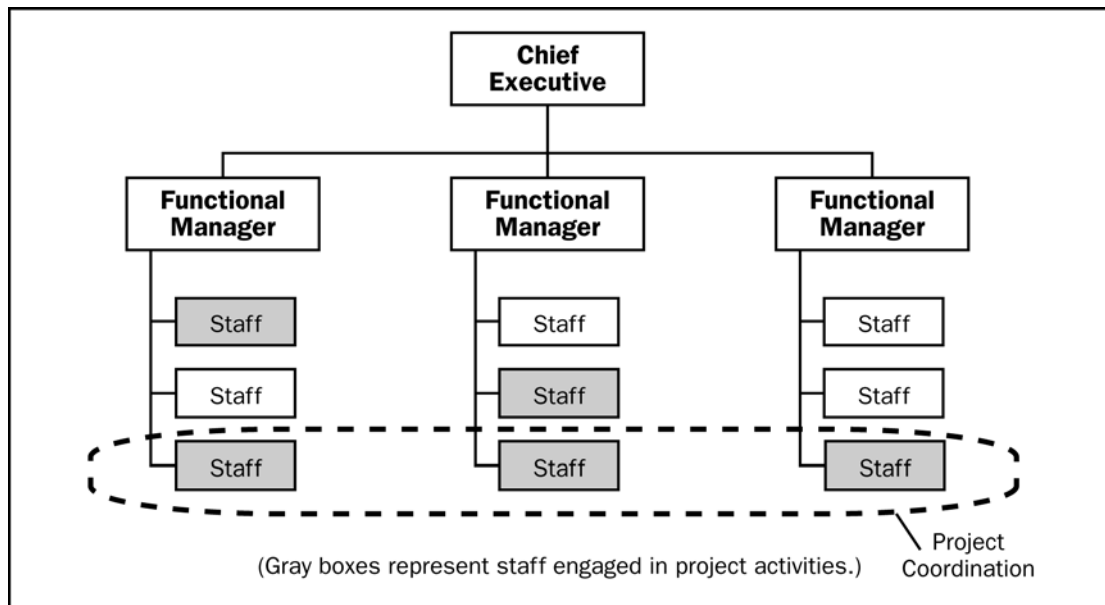 Chief
Executive
Functional
Manager
Functional
Manager
Functional
Manager
Staff
Staff
Staff
Staff
Staff
Staff
Staff
Staff
Staff
(Gray boxes represent staff engaged in project activities.)
Project
Coordination